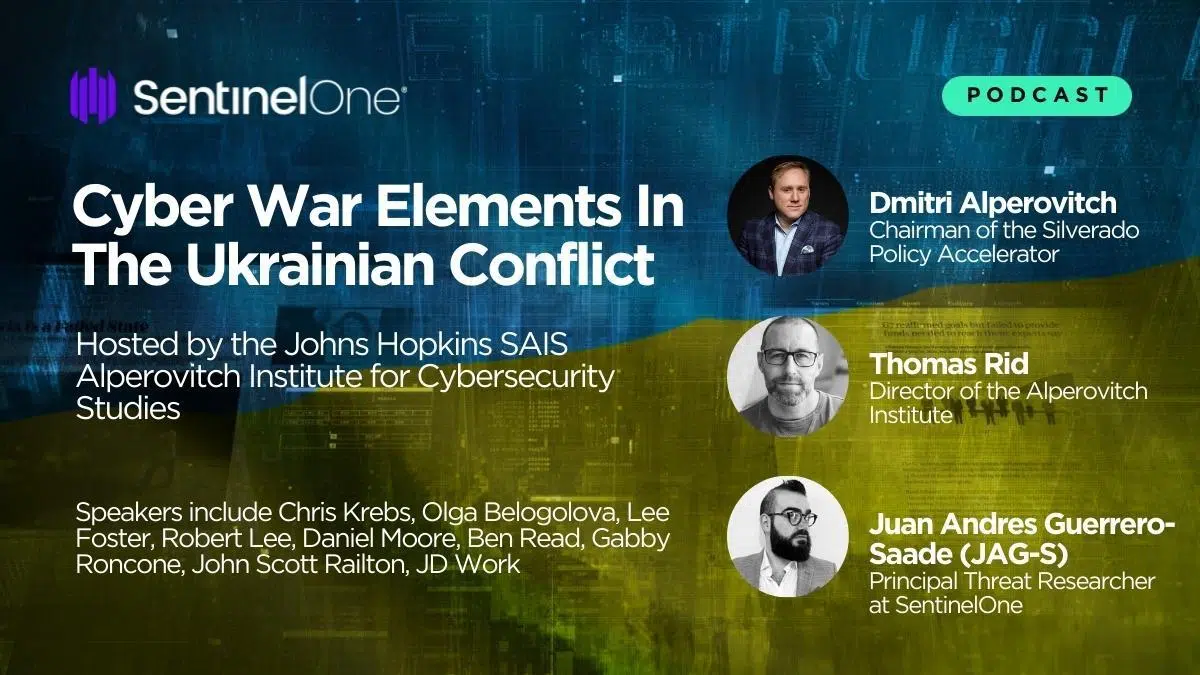 SentinelOne®
PODCAST
Cyber War Elements In
The Ukrainian Conflict
Hosted by the Johns Hopkins SAIS
Alperovitch Institute for Cybersecurity
Studies
Speakers include Chris Krebs, Olga Belogolova, Lee
Foster, Robert Lee, Daniel Moore, Ben Read, Gabby
Roncone, John Scott Railton, JD Work
Dmitri Alperovitch
Chairman of the Silverado
Policy Accelerator
Thomas Rid
Director of the Alperovitch
Institute
Juan Andres Guerrero-
Saade (JAG-S)
Principal Threat Researcher
at SentinelOne